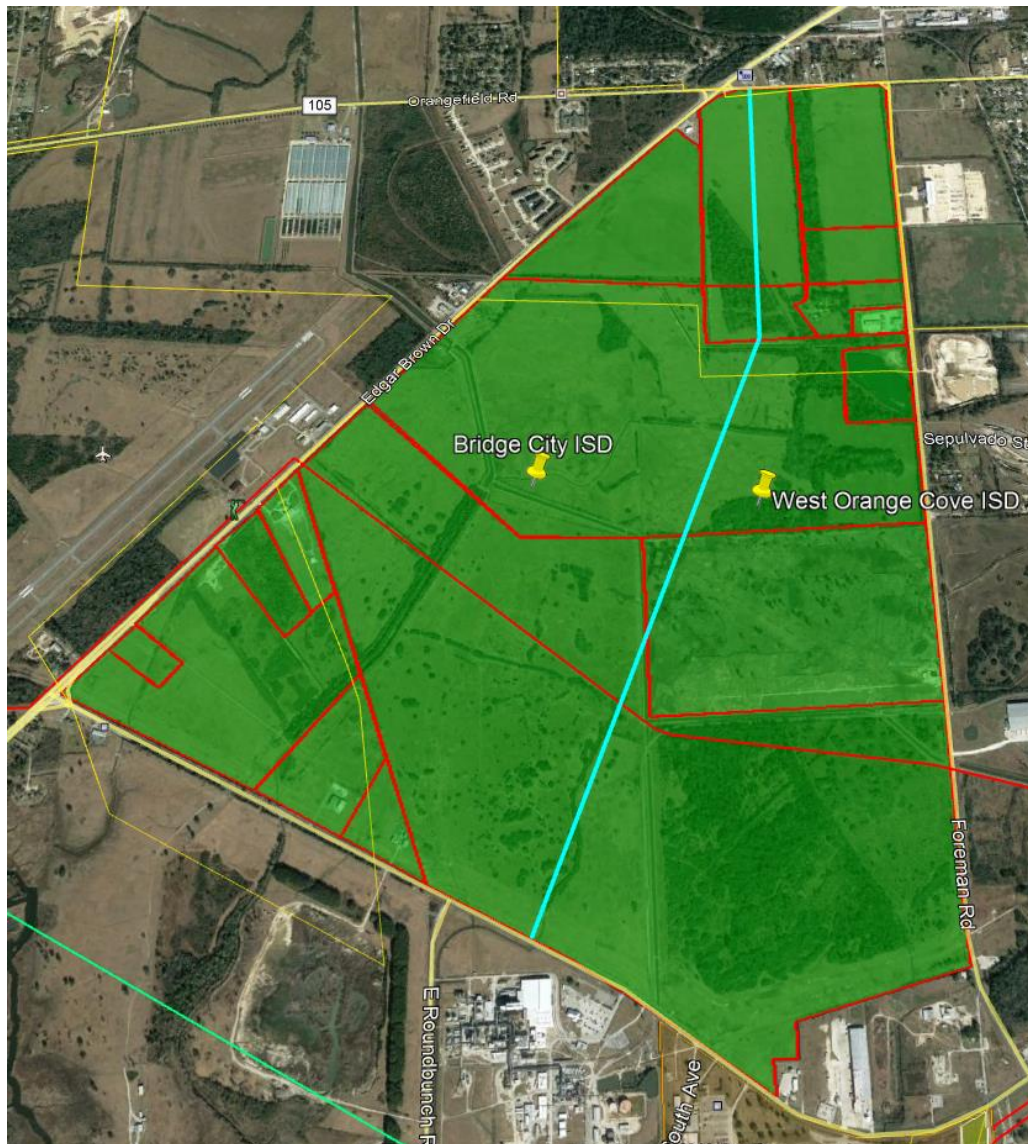 105
Orangefield Rd
Edgar Brown Dr
Bridge City ISD
Sepulvado St
West Orange Cove ISD
Foreman Rd
E Roundbunch R
South Ave